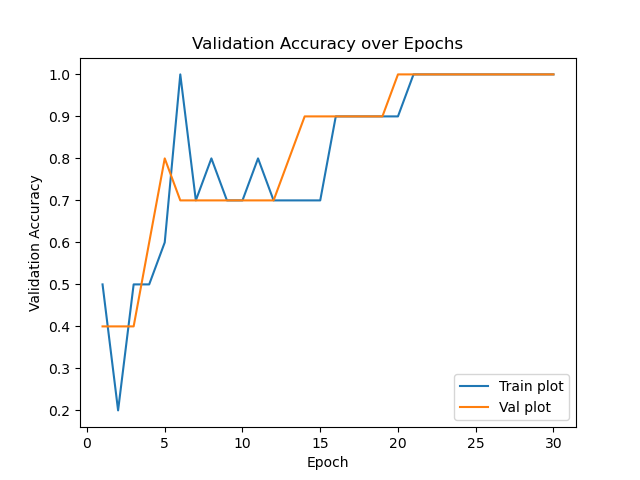 Validation Accuracy over Epochs
Validation Accuracy
1.0
0.9
0.8
0.7
0.6
0.5
0.4
0.3
0.2
0 5 10 15 20 25 30
Epoch
Train plot
Val plot